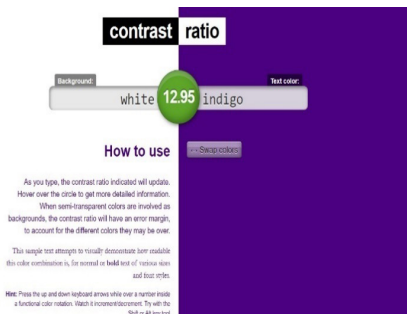 contrast ratio
Background: Text color:
white 12.95 indigo
How to use
Swap colors
As you type, the contrast ratio indicated will update.
Hover over the circle to get more detailed information.
When semi-transparent colors are involved as
backgrounds, the contrast ratio will have an error margin,
to account for the different colors they may be over.
This sample text attempts to visually demonstrate how readable
this color combination is, for normal or bold text of various sizes
and font styles.
Hint: Press the up and down keyboard arrows while over a number inside
a functional color notation. Watch it increment/decrement. Try with the
Shift or Alt key too!